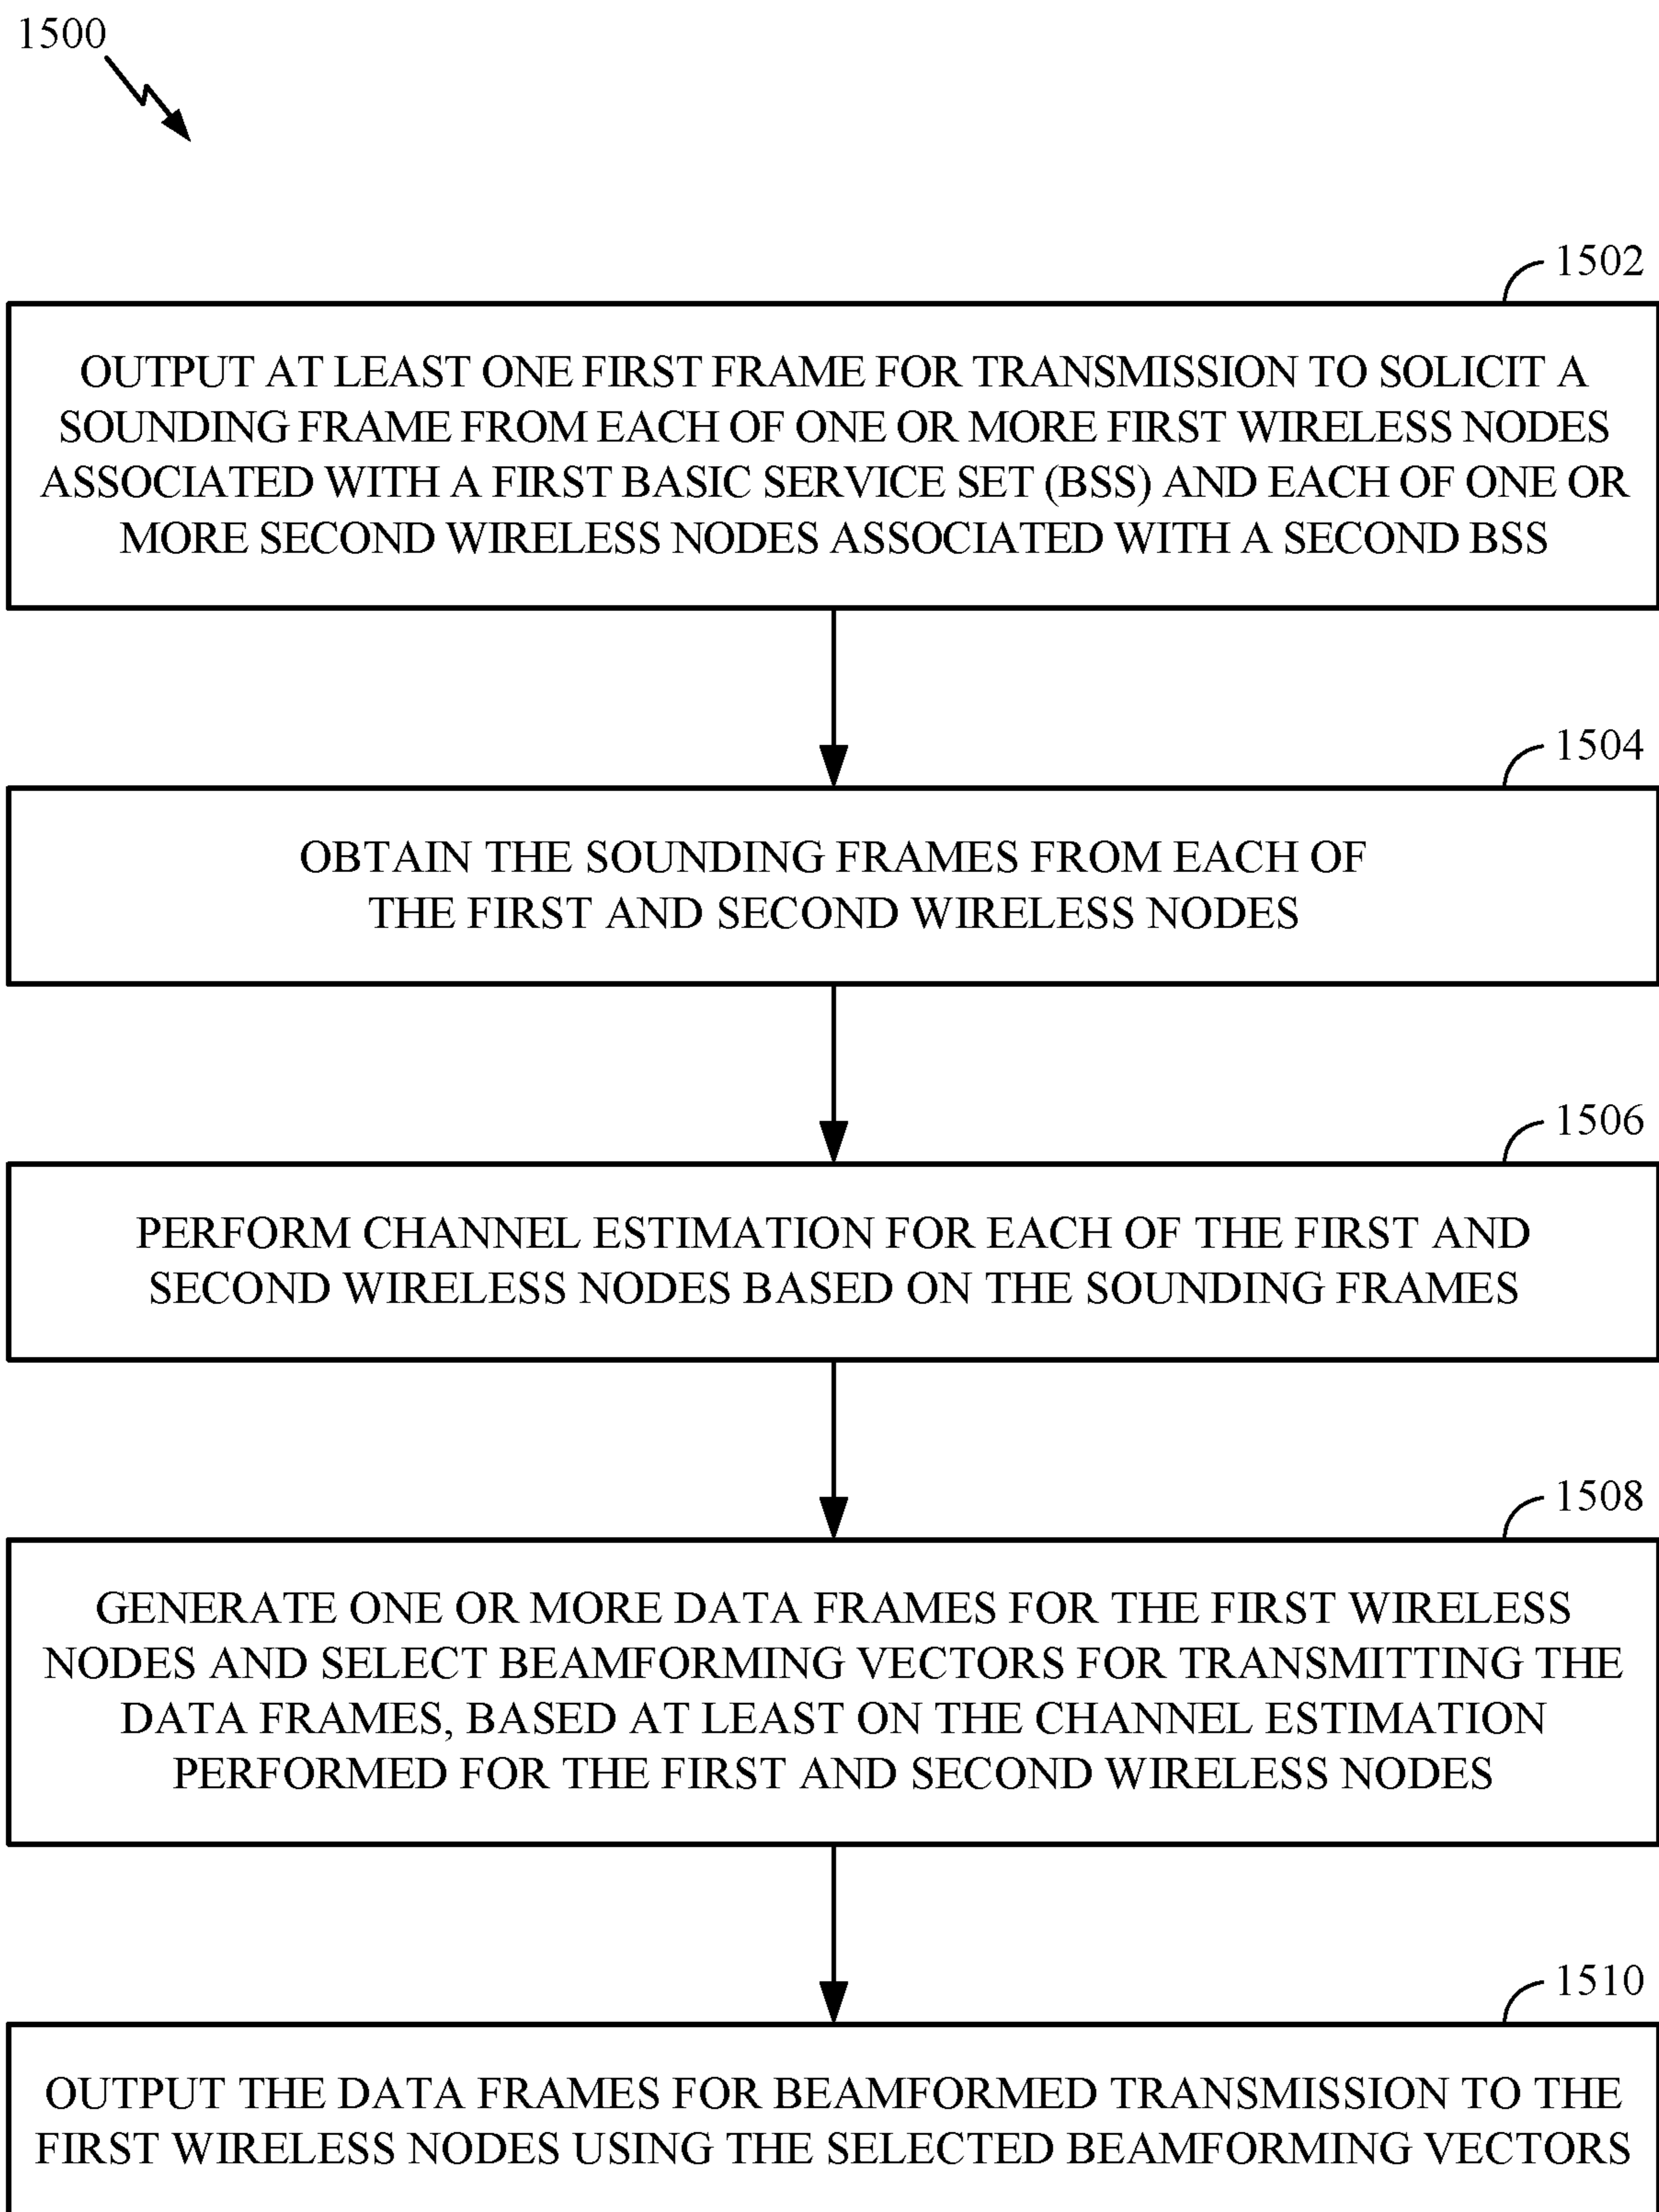 1500
1502
OUTPUT AT LEAST ONE FIRST FRAME FOR TRANSMISSION TO SOLICIT A
SOUNDING FRAME FROM EACH OF ONE OR MORE FIRST WIRELESS NODES
ASSOCIATED WITH A FIRST BASIC SERVICE SET (BSS) AND EACH OF ONE OR
MORE SECOND WIRELESS NODES ASSOCIATED WITH A SECOND BSS
1504
OBTAIN THE SOUNDING FRAMES FROM EACH OF
THE FIRST AND SECOND WIRELESS NODES
1506
PERFORM CHANNEL ESTIMATION FOR EACH OF THE FIRST AND
SECOND WIRELESS NODES BASED ON THE SOUNDING FRAMES
1508
GENERATE ONE OR MORE DATA FRAMES FOR THE FIRST WIRELESS
NODES AND SELECT BEAMFORMING VECTORS FOR TRANSMITTING THE
DATA FRAMES, BASED AT LEAST ON THE CHANNEL ESTIMATION
PERFORMED FOR THE FIRST AND SECOND WIRELESS NODES
1510
OUTPUT THE DATA FRAMES FOR BEAMFORMED TRANSMISSION TO THE
FIRST WIRELESS NODES USING THE SELECTED BEAMFORMING VECTORS